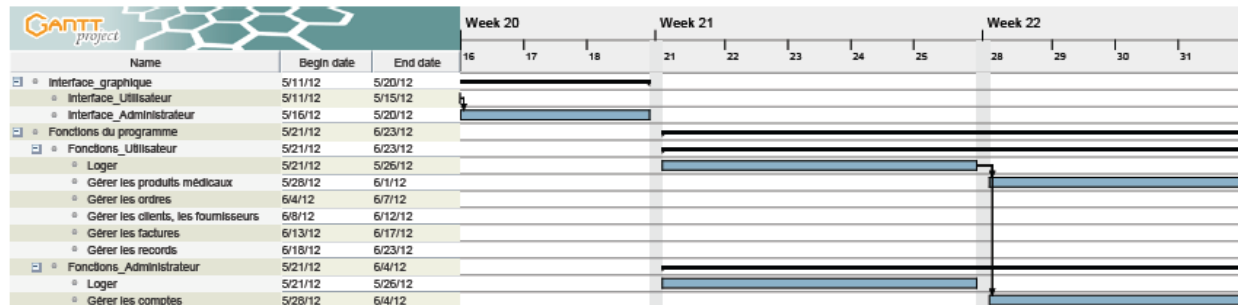 GANTT
project
Week 20 Week 21 Week 22
16 17 18 21 22 23 24 25 28 29 30 31
Name Begin date End date
Interface_graphique 5/11/12 5/20/12
Interface_Utilisateur 5/11/12 5/15/12
Interface_Administrateur 5/16/12 5/20/12
Fonctions du programme 5/21/12 6/23/12
Fonctions_Utilisateur 5/21/12 6/23/12
Loger 5/21/12 5/26/12
Gérer les produits médicaux 5/28/12 6/1/12
Gérer les ordres 6/4/12 6/7/12
Gérer les clients, les fournisseurs 6/8/12 6/12/12
Gérer les factures 6/13/12 6/17/12
Gérer les records 6/18/12 6/23/12
Fonctions_Administrateur 5/21/12 6/4/12
Loger 5/21/12 5/26/12
Gérer les comptes 5/28/12 6/4/12